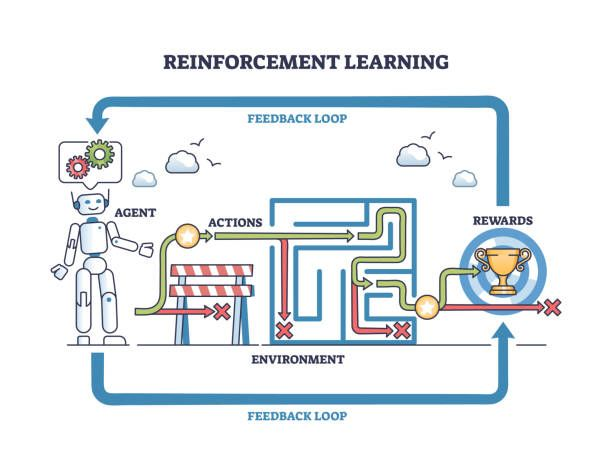 REINFORCEMENT LEARNING
FEEDBACK LOOP
AGENT
ACTIONS
REWARDS
ENVIRONMENT
FEEDBACK LOOP